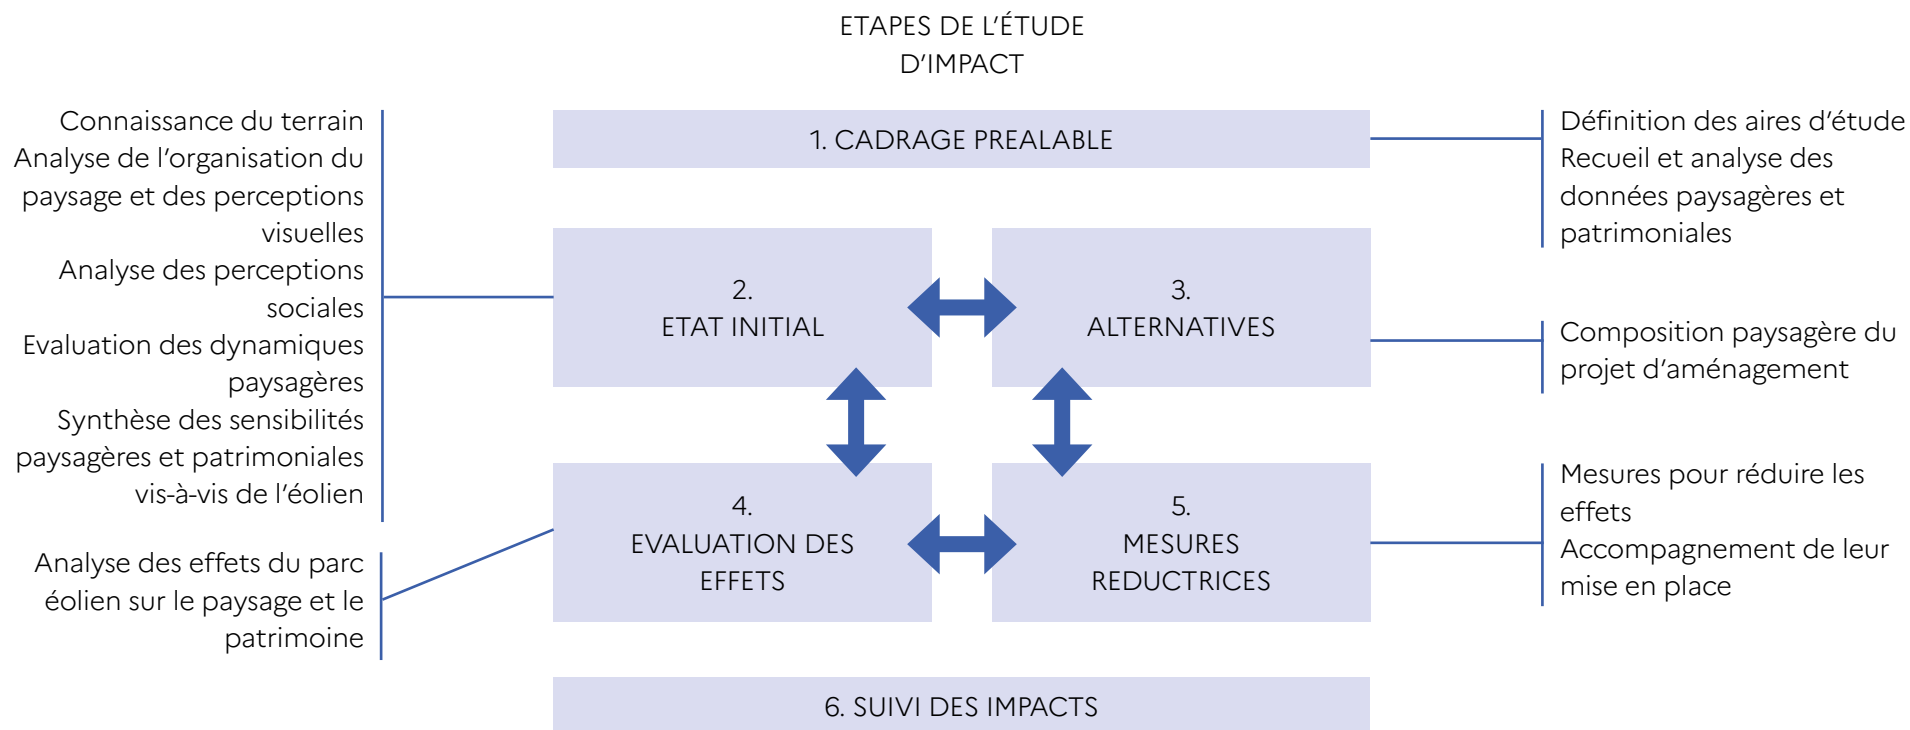 ETAPES DE L'ÉTUDE
D'IMPACT
Connaissance du terrain
Analyse de l'organisation du
paysage et des perceptions
visuelles
Analyse des perceptions
sociales
Evaluation des dynamiques
paysagères
Synthèse des sensibilités
paysagères et patrimoniales
vis-à-vis de l'éolien
Analyse des effets du parc
éolien sur le paysage et le
patrimoine
1. CADRAGE PREALABLE
2.
ETAT INITIAL
3.
ALTERNATIVES
4.
EVALUATION DES
EFFETS
5.
MESURES
REDUCTRICES
6. SUIVI DES IMPACTS
Définition des aires d'étude
Recueil et analyse des
données paysagères et
patrimoniales
Composition paysagère du
projet d'aménagement
Mesures pour réduire les
effets
Accompagnement de leur
mise en place